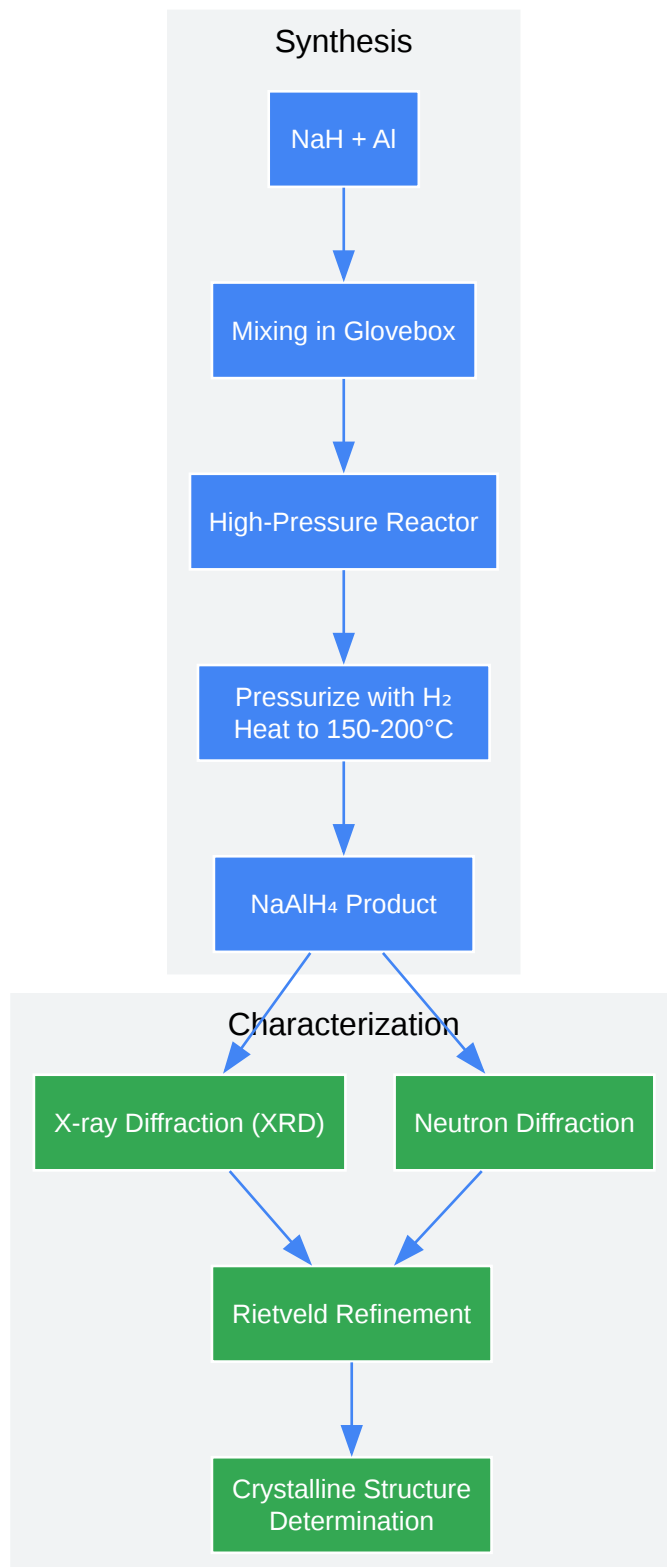 Synthesis
NaH + Al
Mixing in Glovebox
High-Pressure Reactor
Pressurize with H₂
Heat to 150-200°C
NaAlH₄ Product
Characterization
X-ray Diffraction (XRD)
Neutron Diffraction
Rietveld Refinement
Crystalline Structure
Determination